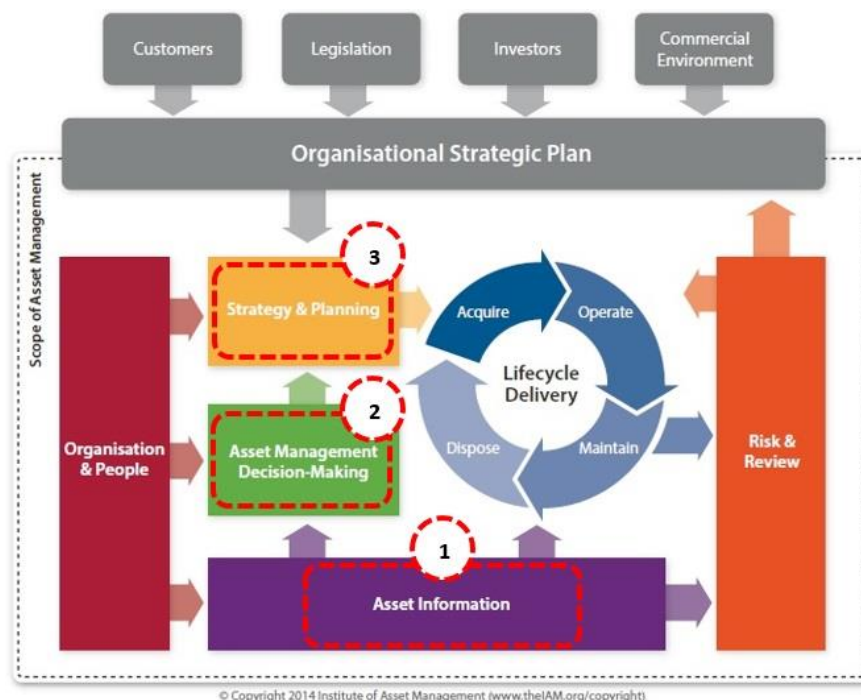 Customers
Legislation
Investors
Commercial
Environment
Organisational Strategic Plan
Scope of Asset Management
3
Strategy & Planning
Acquire
Operate
Lifecycle
Delivery
2
Organisation
& People
Asset Management
Decision-Making
Dispose
Maintain
Risk &
Review
1
Asset Information
© Copyright 2014 Institute of Asset Management (www.theIAM.org/copyright)